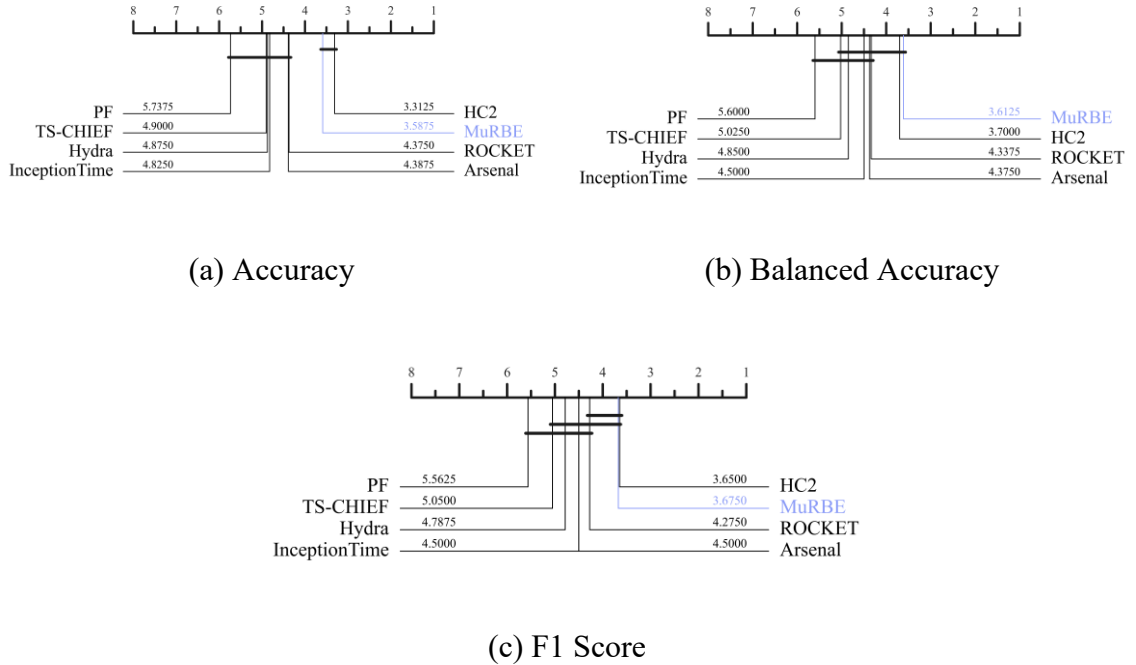 8 7 6 5 4 3 2 1
PF 5.7375 3.3125 HC2
TS-CHIEF 4.9000 3.5875 MuRBE
Hydra 4.8750 4.3750 ROCKET
InceptionTime 4.8250 4.3875 Arsenal
(a) Accuracy
8 7 6 5 4 3 2 1
PF 5.6000 3.6125 MuRBE
TS-CHIEF 5.0250 3.7000 HC2
Hydra 4.8500 4.3375 ROCKET
InceptionTime 4.5000 4.3750 Arsenal
(b) Balanced Accuracy
8 7 6 5 4 3 2 1
PF 5.5625 3.6500 HC2
TS-CHIEF 5.0500 3.6750 MuRBE
Hydra 4.7875 4.2750 ROCKET
InceptionTime 4.5000 4.5000 Arsenal
(c) F1 Score